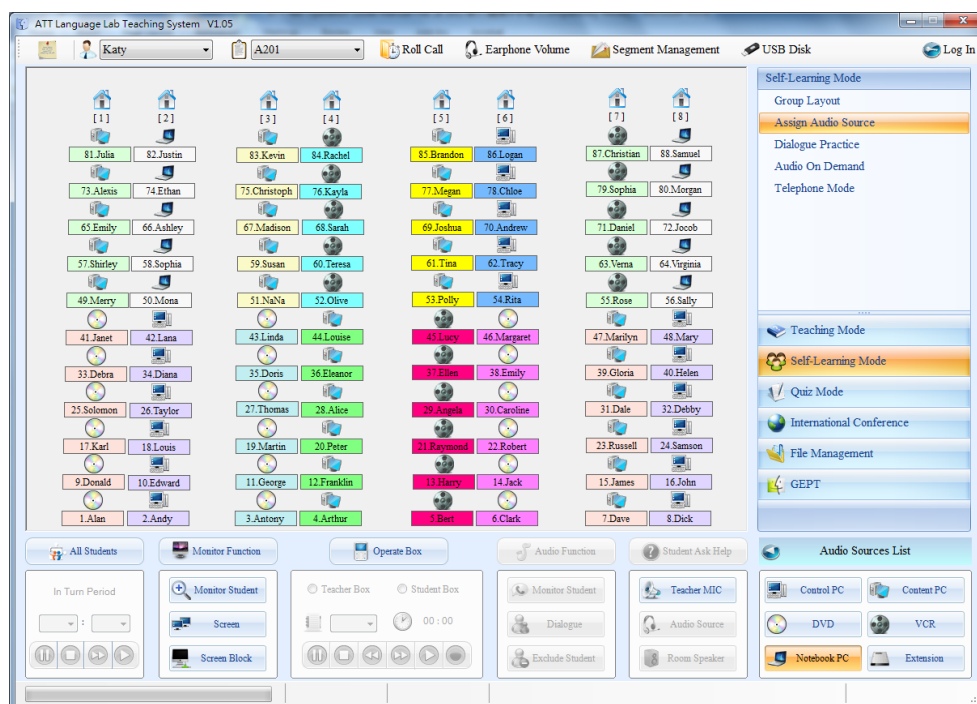 ATT Language Lab Teaching System V1.05
Katy A201 Roll Call Earphone Volume Segment Management USB Disk Log In
[1] [2] [3] [4] [5] [6] [7] [8]
81.Julia 82.Justin 83.Kevin 84.Rachel 85.Brandon 86.Logan 87.Christian 88.Samuel
73.Alexis 74.Ethan 75.Christoph 76.Kayla 77.Megan 78.Chloe 79.Sophia 80.Morgan
65.Emily 66.Ashley 67.Madison 68.Sarah 69.Joshua 70.Andrew 71.Daniel 72.Jocob
57.Shirley 58.Sophia 59.Susan 60.Teresa 61.Tina 62.Tracy 63.Verna 64.Virginia
49.Merry 50.Mona 51.NaNa 52.Olive 53.Polly 54.Rita 55.Rose 56.Sally
41.Janet 42.Lana 43.Linda 44.Louise 45.Lucy 46.Margaret 47.Marilyn 48.Mary
33.Debra 34.Diana 35.Doris 36.Eleanor 37.Ellen 38.Emily 39.Gloria 40.Helen
25.Solomon 26.Taylor 27.Thomas 28.Alice 29.Angela 30.Caroline 31.Dale 32.Debby
17.Karl 18.Louis 19.Martin 20.Peter 21.Raymond 22.Robert 23.Russell 24.Samson
9.Donald 10.Edward 11.George 12.Franklin 13.Harry 14.Jack 15.James 16.John
1.Alan 2.Andy 3.Antony 4.Arthur 5.Bert 6.Clark 7.Dave 8.Dick
Self-Learning Mode
Group Layout
Assign Audio Source
Dialogue Practice
Audio On Demand
Telephone Mode
Teaching Mode
Self-Learning Mode
Quiz Mode
International Conference
File Management
GEPT
All Students Monitor Function Operate Box Audio Function Student Ask Help Audio Sources List
In Turn Period Monitor Student Teacher Box Student Box Monitor Student Teacher MIC Control PC Content PC
: Screen 00 : 00 Dialogue Audio Source DVD VCR
Screen Block Exclude Student Room Speaker Notebook PC Extension